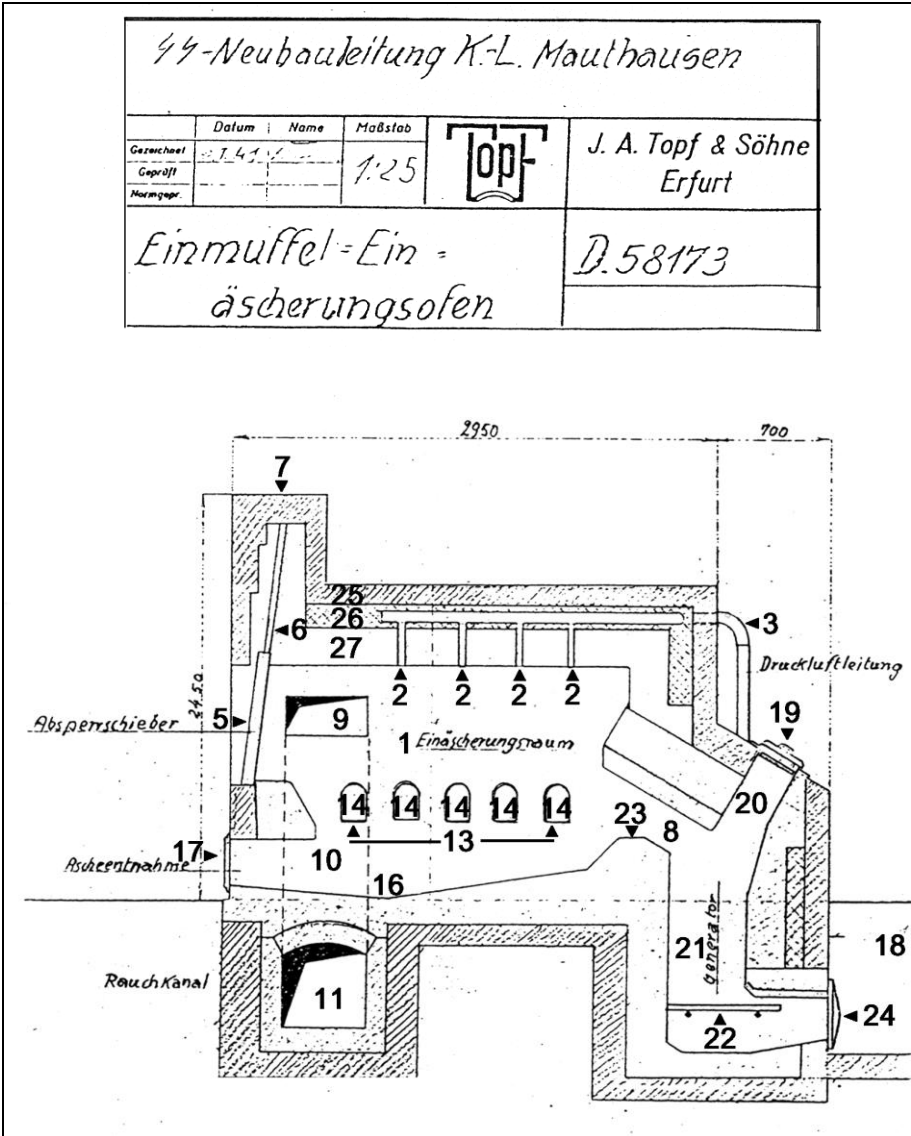 SS-Neubauleitung K.-L. Mauthausen
Datum Name Maßstab
Gezeichnet
Geprüft
Normgepr.
1:25
Topf
J. A. Topf & Söhne
Erfurt
Einmuffel=Ein=
äscherungsofen
D.58173
2950 700
7
25
26
27
6
3
Druckluftleitung
2 2 2 2
2450
Absperrschieber
5
9
19
1 Einäscherungsraum
20
14 14 14 14 14
13
23
8
17
Ascheentnahme
10
16
Rauchkanal
11
21
Generator
18
22
24